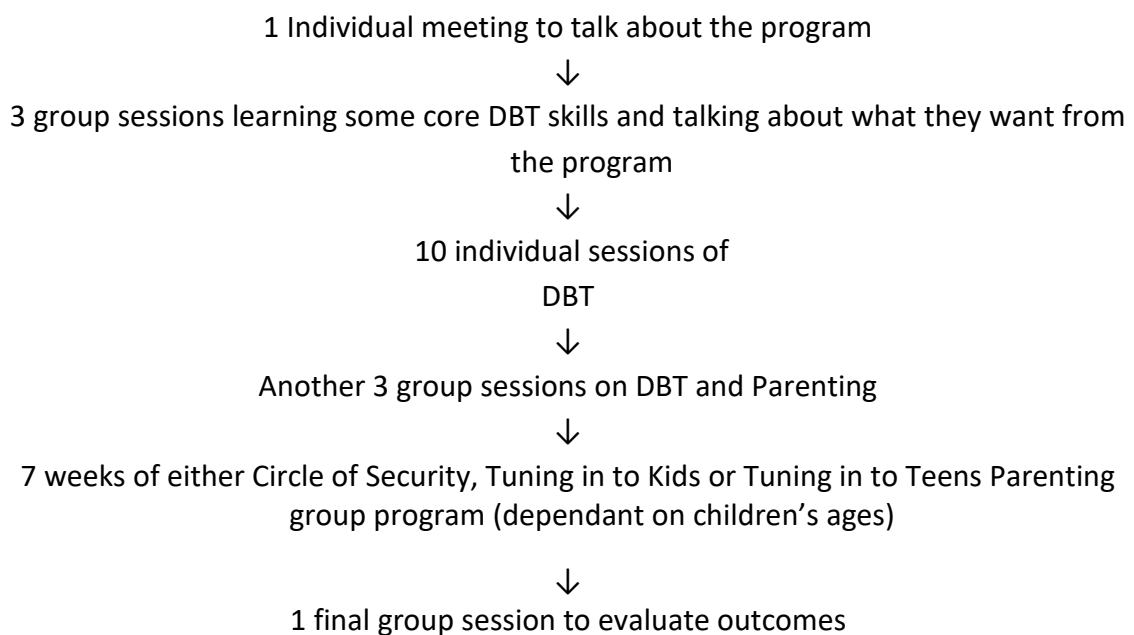 1 Individual meeting to talk about the program
↓
3 group sessions learning some core DBT skills and talking about what they want from
the program
↓
10 individual sessions of
DBT
↓
Another 3 group sessions on DBT and Parenting
↓
7 weeks of either Circle of Security, Tuning in to Kids or Tuning in to Teens Parenting
group program (dependant on children’s ages)
↓
1 final group session to evaluate outcomes